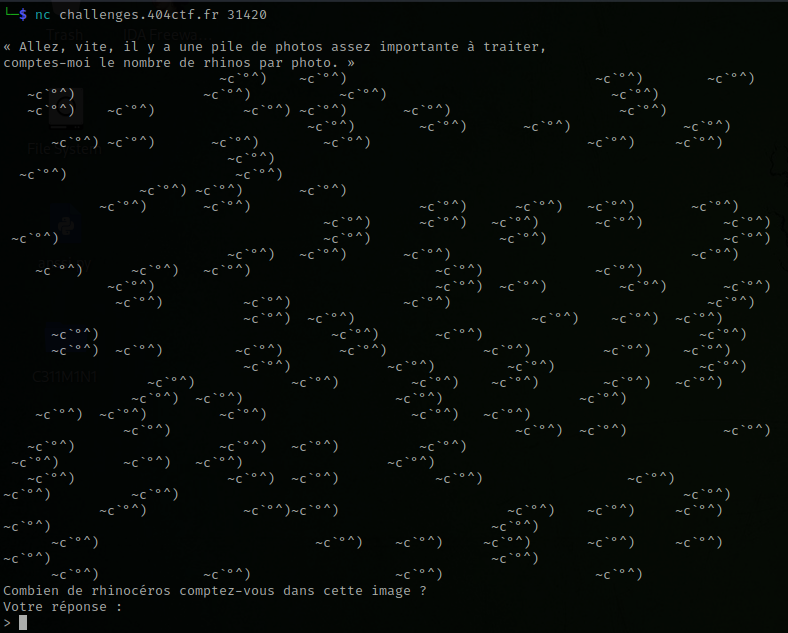 └─$ nc challenges.404ctf.fr 31420
« Allez, vite, il y a une pile de photos assez importante à traiter,
comptes-moi le nombre de rhinos par photo. »
~c`°^) ~c`°^) ~c`°^) ~c`°^)
~c`°^) ~c`°^) ~c`°^) ~c`°^)
~c`°^) ~c`°^) ~c`°^) ~c`°^) ~c`°^) ~c`°^)
~c`°^) ~c`°^) ~c`°^) ~c`°^)
~c`°^) ~c`°^) ~c`°^) ~c`°^) ~c`°^) ~c`°^)
~c`°^)
~c`°^) ~c`°^)
~c`°^) ~c`°^) ~c`°^)
~c`°^) ~c`°^) ~c`°^) ~c`°^) ~c`°^) ~c`°^)
~c`°^) ~c`°^) ~c`°^) ~c`°^) ~c`°^)
~c`°^) ~c`°^) ~c`°^) ~c`°^)
~c`°^) ~c`°^) ~c`°^) ~c`°^)
~c`°^) ~c`°^) ~c`°^) ~c`°^) ~c`°^)
~c`°^) ~c`°^) ~c`°^) ~c`°^) ~c`°^)
~c`°^) ~c`°^) ~c`°^) ~c`°^)
~c`°^) ~c`°^) ~c`°^) ~c`°^) ~c`°^)
~c`°^) ~c`°^) ~c`°^) ~c`°^)
~c`°^) ~c`°^) ~c`°^) ~c`°^) ~c`°^) ~c`°^) ~c`°^)
~c`°^) ~c`°^) ~c`°^) ~c`°^)
~c`°^) ~c`°^) ~c`°^) ~c`°^) ~c`°^) ~c`°^)
~c`°^) ~c`°^) ~c`°^) ~c`°^)
~c`°^) ~c`°^) ~c`°^) ~c`°^) ~c`°^)
~c`°^) ~c`°^) ~c`°^) ~c`°^)
~c`°^) ~c`°^) ~c`°^) ~c`°^)
~c`°^) ~c`°^) ~c`°^) ~c`°^)
~c`°^) ~c`°^) ~c`°^) ~c`°^) ~c`°^)
~c`°^) ~c`°^) ~c`°^)
~c`°^) ~c`°^)~c`°^) ~c`°^) ~c`°^) ~c`°^)
~c`°^) ~c`°^)
~c`°^) ~c`°^) ~c`°^) ~c`°^) ~c`°^) ~c`°^)
~c`°^) ~c`°^)
~c`°^) ~c`°^) ~c`°^) ~c`°^)
Combien de rhinocéros comptez-vous dans cette image ?
Votre réponse :
>